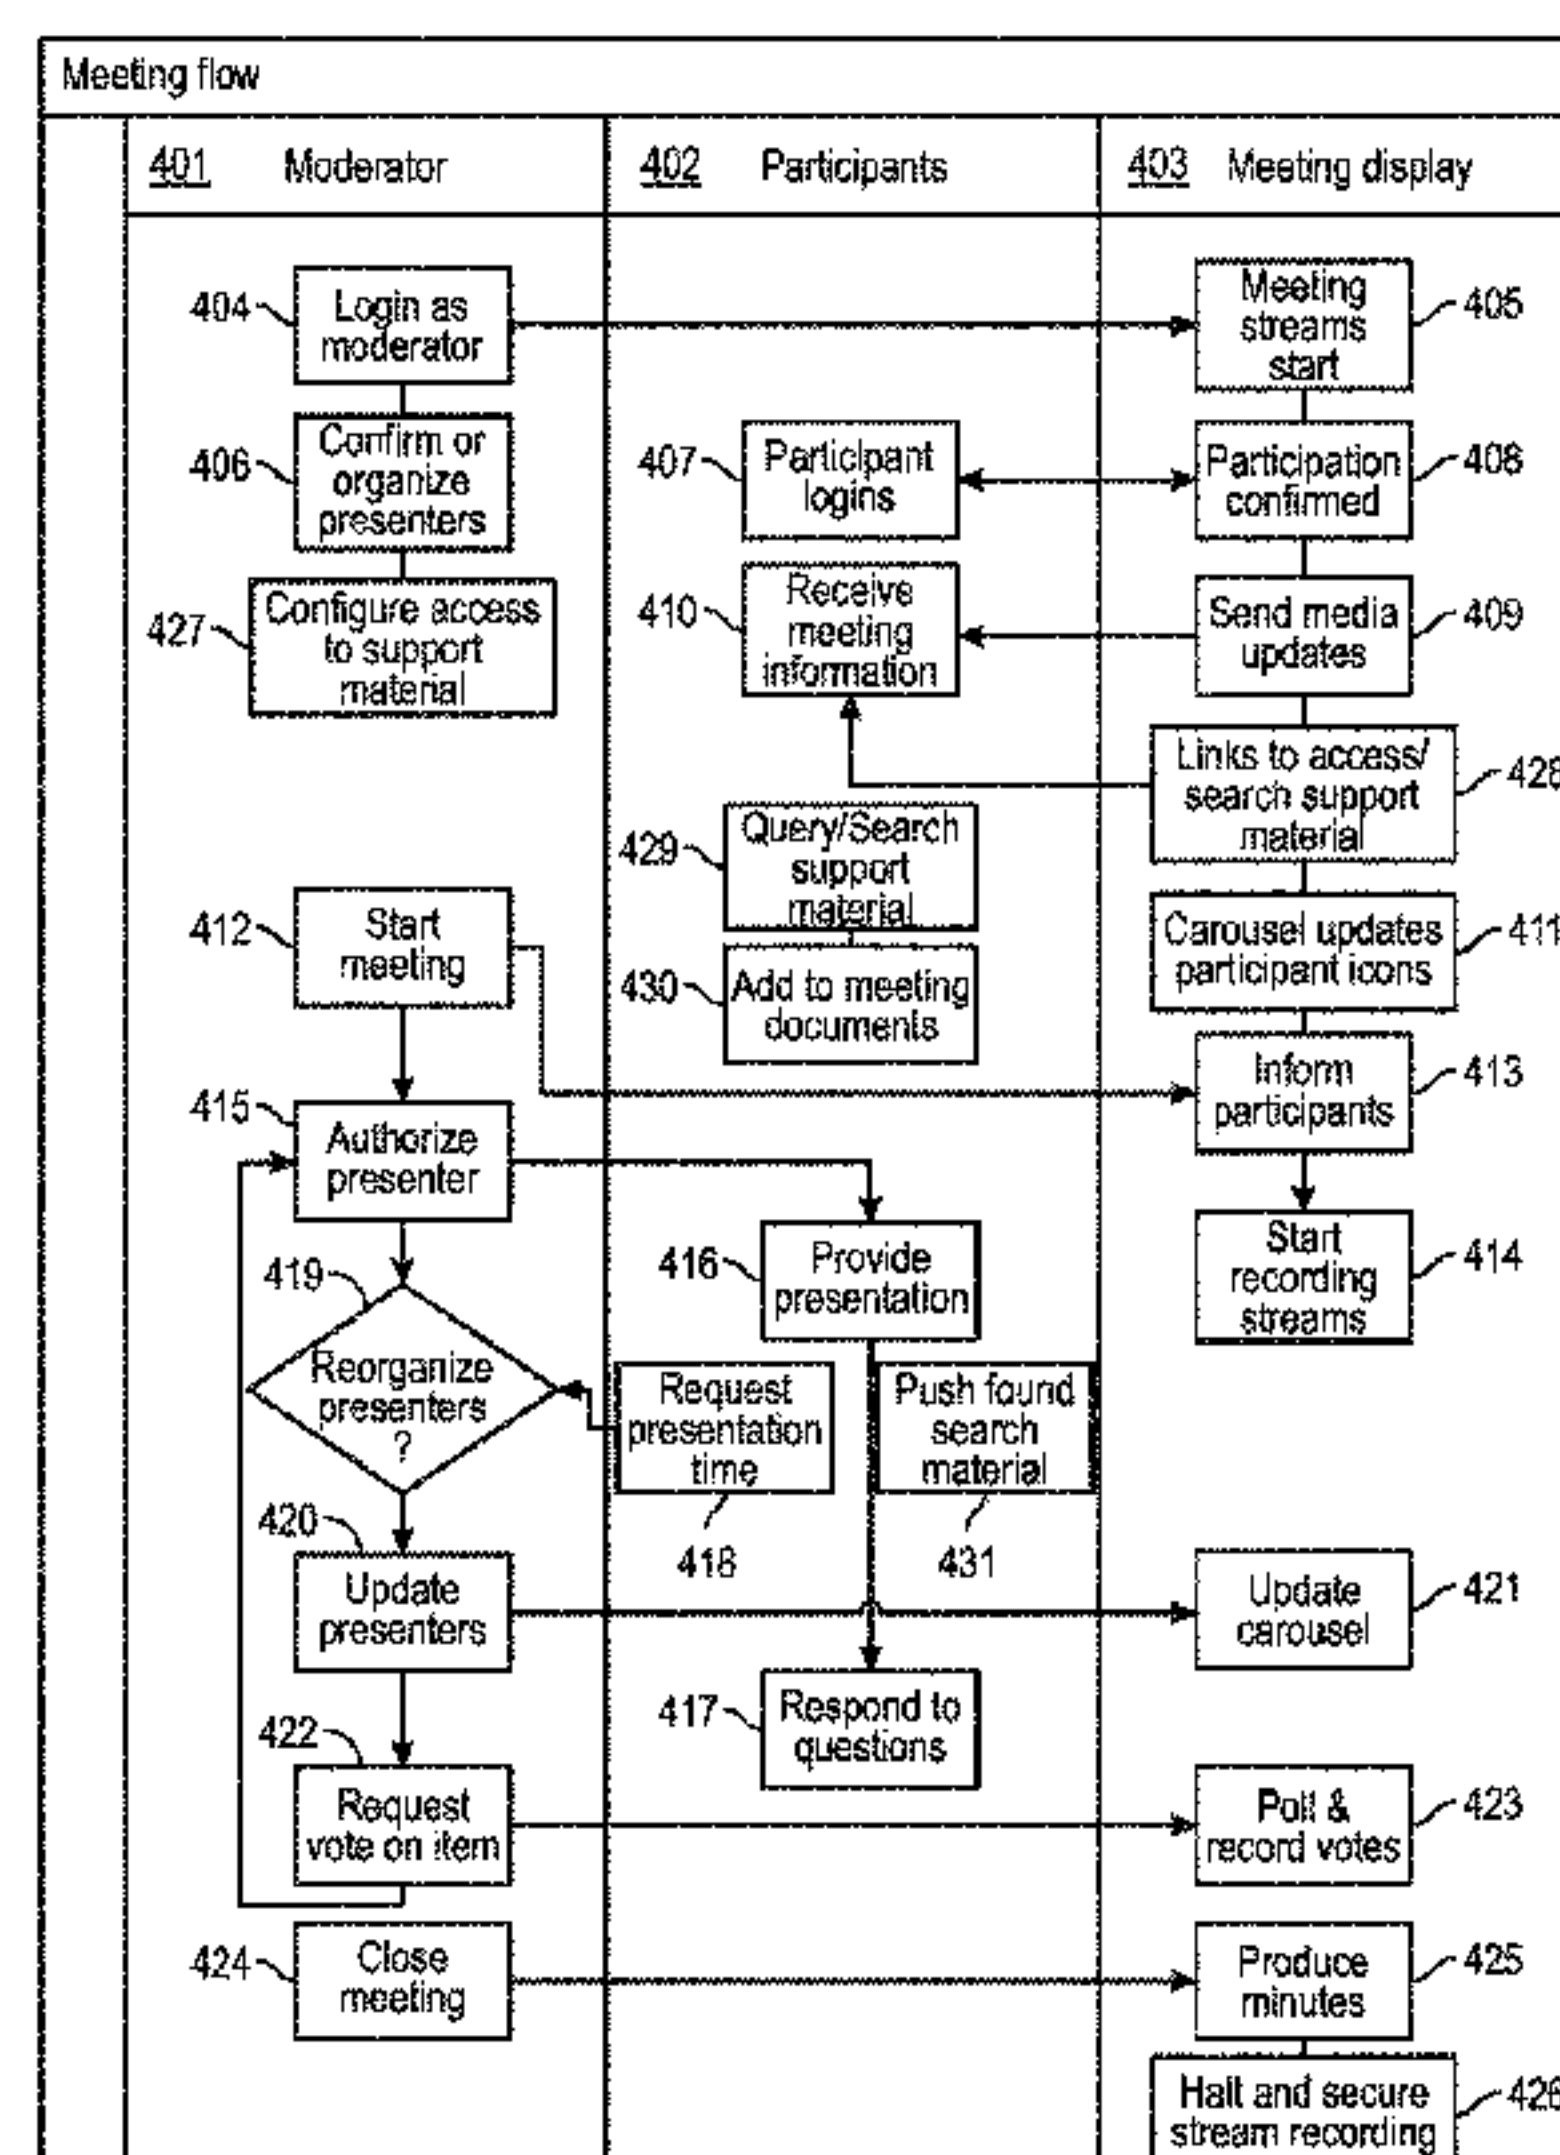 Meeting flow
401 Moderator
402 Participants
403 Meeting display
404
Login as
moderator
Meeting
streams
start
405
406
Confirm or
organize
presenters
407
Participant
logins
Participation
confirmed
408
427
Configure access
to support
material
410
Receive
meeting
information
Send media
updates
409
Links to access/
search support
material
428
429
Query/Search
support
material
412
Start
meeting
Carousel updates
participant icons
411
430
Add to meeting
documents
Inform
participants
413
415
Authorize
presenter
416
Provide
presentation
Start
recording
streams
414
419
Reorganize
presenters
?
Request
presentation
time
418
Push found
search
material
431
420
Update
presenters
Update
carousel
421
417
Respond to
questions
422
Request
vote on item
Poll &
record votes
423
424
Close
meeting
Produce
minutes
425
Halt and secure
stream recording
426